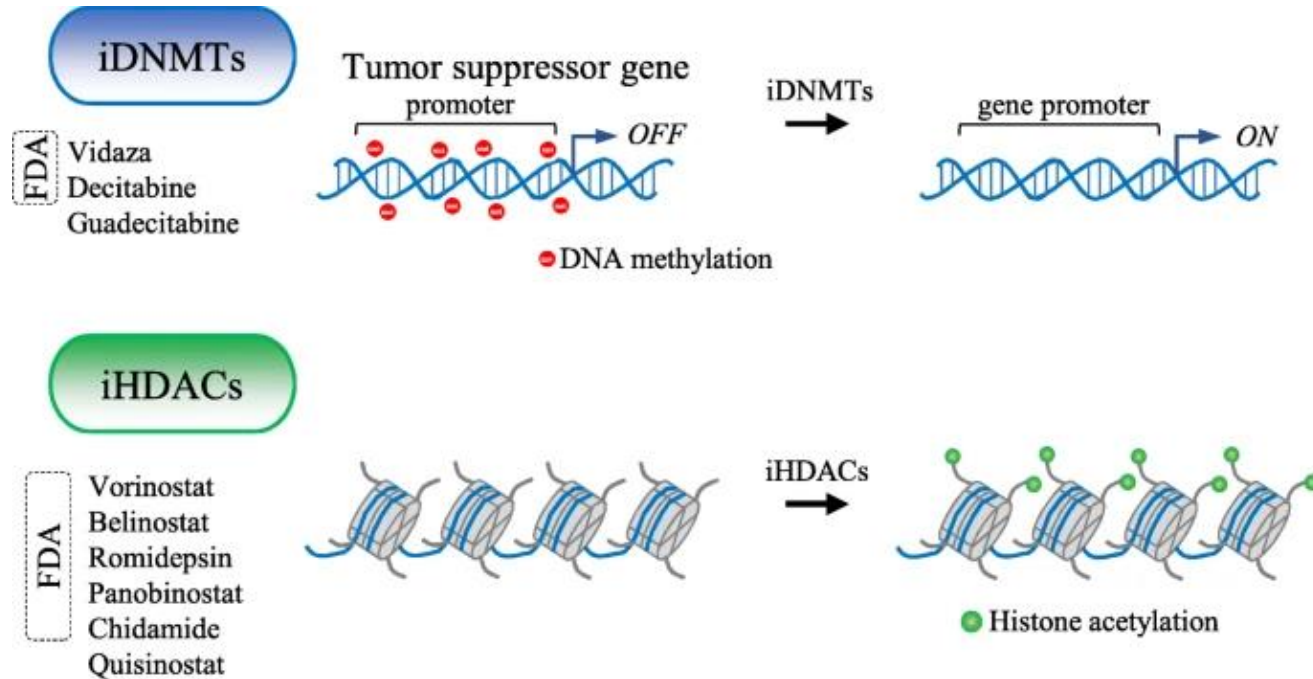 iDNMTs
FDA
Vidaza
Decitabine
Guadecitabine
Tumor suppressor gene
promoter
OFF
iDNMTs
gene promoter
ON
DNA methylation
iHDACs
FDA
Vorinostat
Belinostat
Romidepsin
Panobinostat
Chidamide
Quisinostat
iHDACs
Histone acetylation